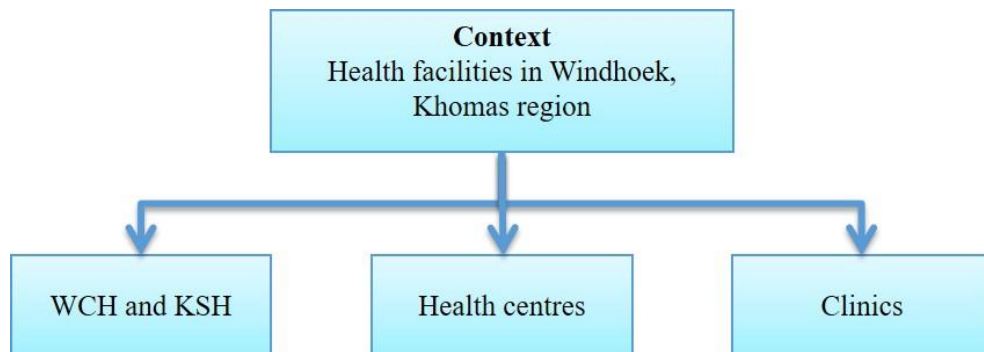 Context
Health facilities in Windhoek,
Khomas region
WCH and KSH
Health centres
Clinics